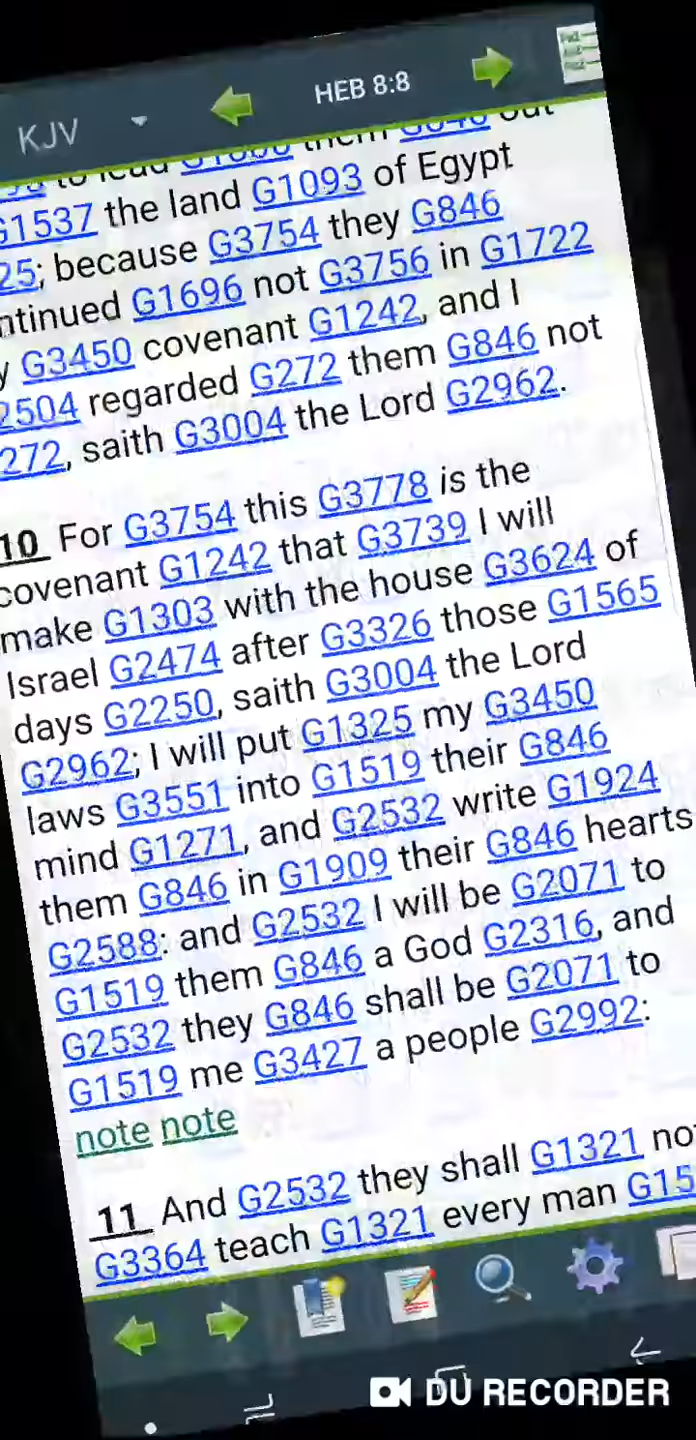 KJV HEB 8:8
to lead them G846 out
G1537 the land G1093 of Egypt
25; because G3754 they G846
ntinued G1696 not G3756 in G1722
y G3450 covenant G1242, and I
2504 regarded G272 them G846 not
272, saith G3004 the Lord G2962.
10 For G3754 this G3778 is the
covenant G1242 that G3739 I will
make G1303 with the house G3624 of
Israel G2474 after G3326 those G1565
days G2250, saith G3004 the Lord
G2962; I will put G1325 my G3450
laws G3551 into G1519 their G846
mind G1271, and G2532 write G1924
them G846 in G1909 their G846 hearts
G2588: and G2532 I will be G2071 to
G1519 them G846 a God G2316, and
G2532 they G846 shall be G2071 to
G1519 me G3427 a people G2992:
note note
11 And G2532 they shall G1321 no
G3364 teach G1321 every man G15
DU RECORDER